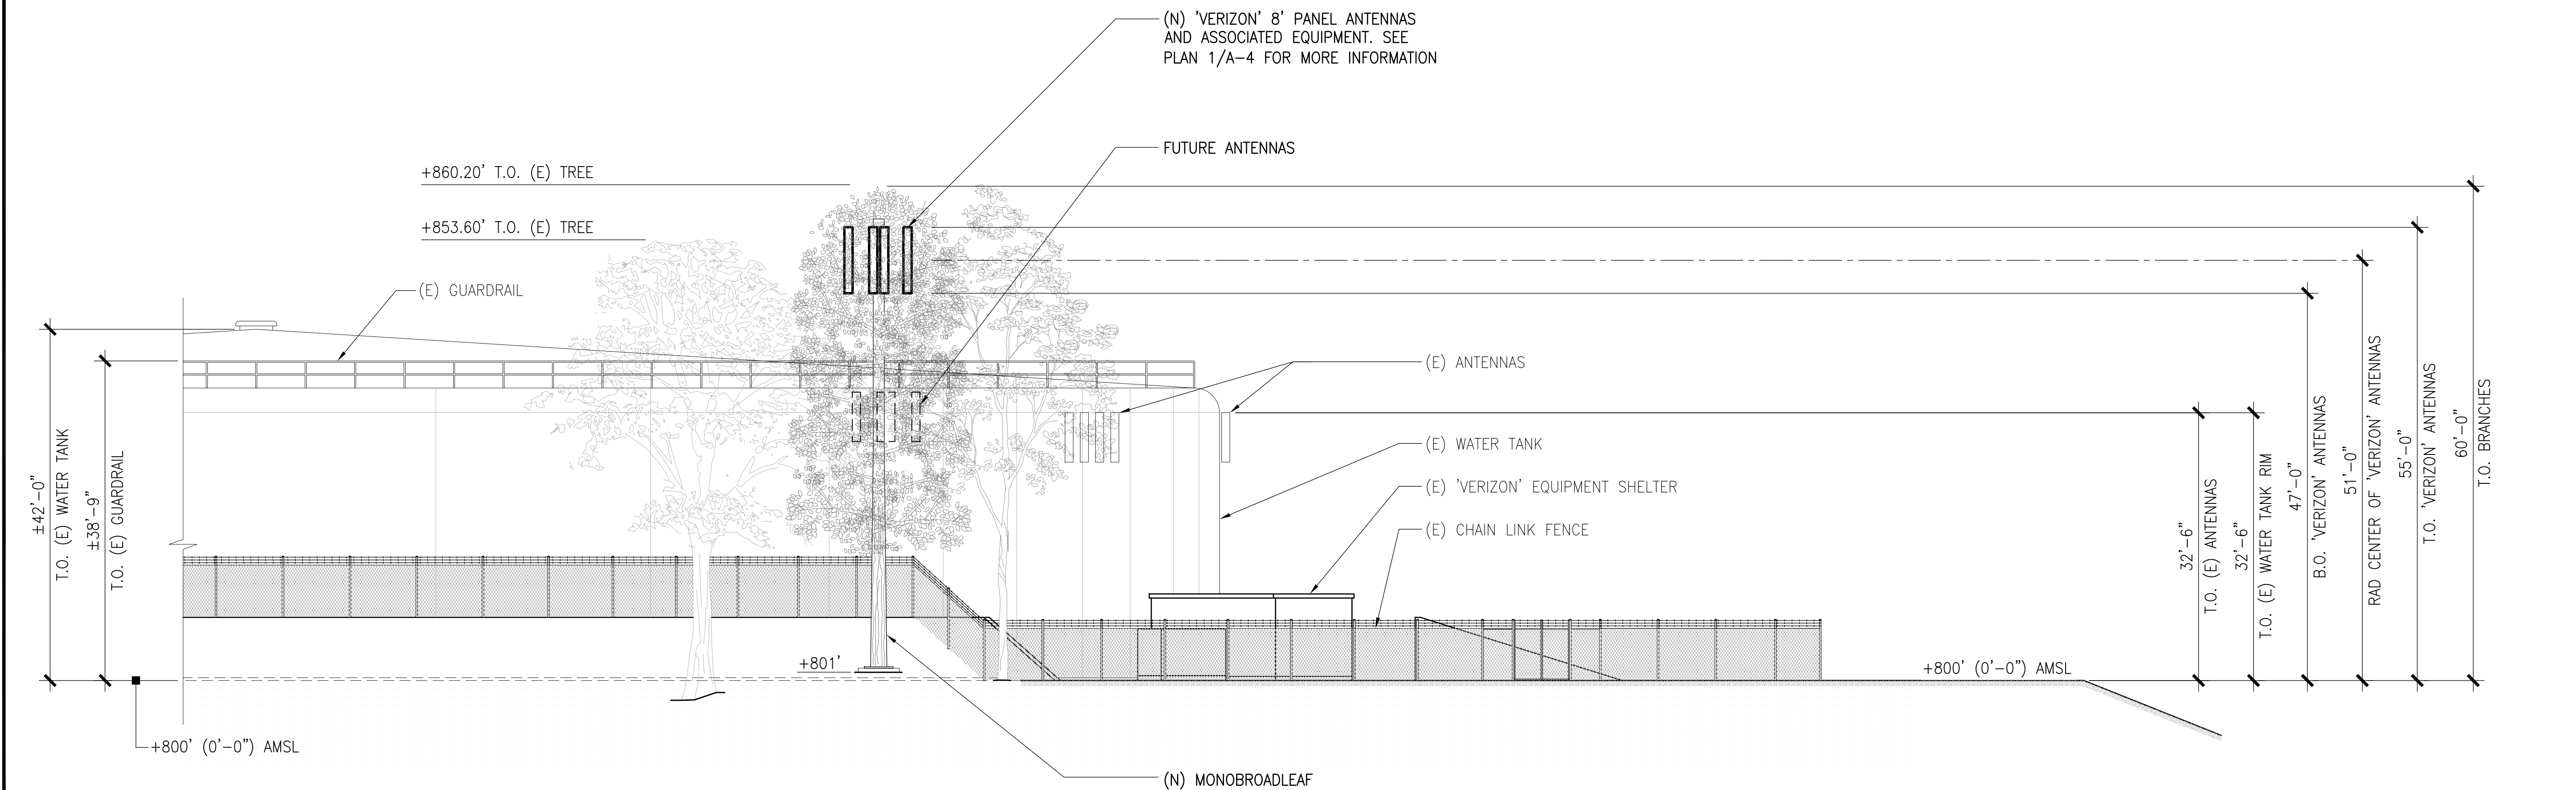 (N) 'VERIZON' 8' PANEL ANTENNAS
AND ASSOCIATED EQUIPMENT. SEE
PLAN 1/A-4 FOR MORE INFORMATION
FUTURE ANTENNAS
+860.20' T.O. (E) TREE
+853.60' T.O. (E) TREE
(E) GUARDRAIL
(E) ANTENNAS
(E) WATER TANK
(E) 'VERIZON' EQUIPMENT SHELTER
(E) CHAIN LINK FENCE
±42'-0"
T.O. (E) WATER TANK
±38'-9"
T.O. (E) GUARDRAIL
32'-6"
T.O. (E) ANTENNAS
32'-6"
T.O. (E) WATER TANK RIM
47'-0"
B.O. 'VERIZON' ANTENNAS
51'-0"
RAD CENTER OF 'VERIZON' ANTENNAS
55'-0"
T.O. 'VERIZON' ANTENNAS
60'-0"
T.O. BRANCHES
+801'
+800' (0'-0") AMSL
+800' (0'-0") AMSL
(N) MONOBROADLEAF